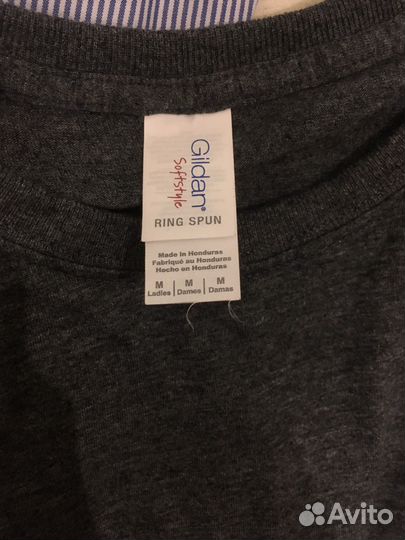 Gildan®
Softstyle
RING SPUN
Made in Honduras
Fabriqué au Honduras
Hecho en Honduras
M M M
Ladies Dames Damas
Avito